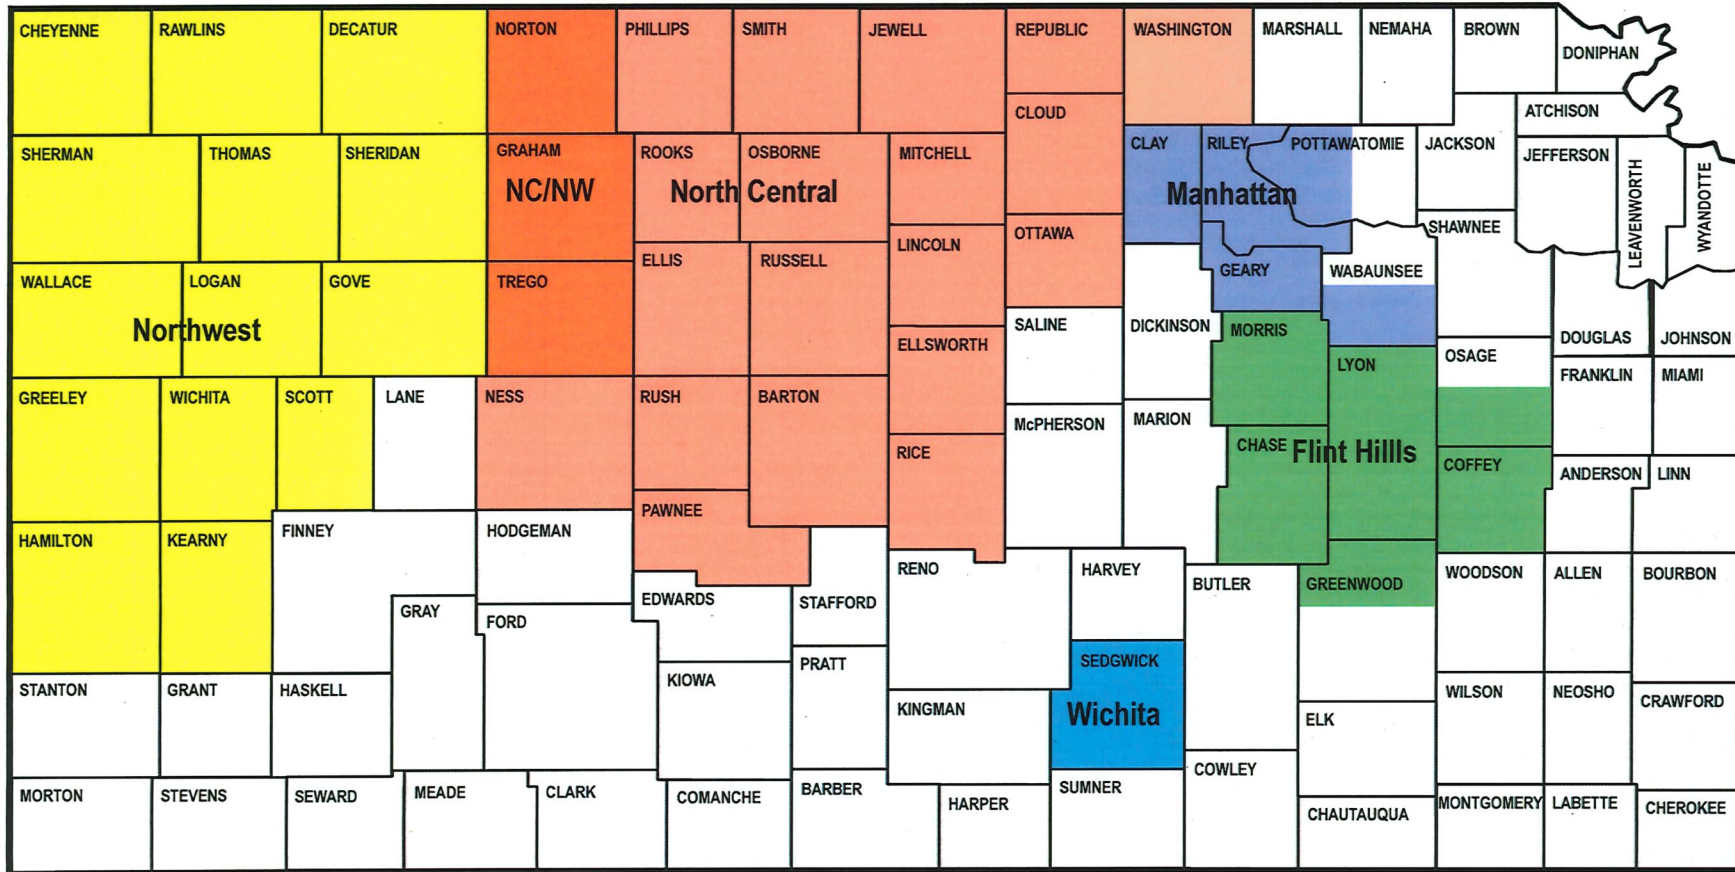 CHEYENNE
RAWLINS
DECATUR
NORTON
PHILLIPS
SMITH
JEWELL
REPUBLIC
WASHINGTON
MARSHALL
NEMAHA
BROWN
DONIPHAN
CLOUD
ATCHISON
SHERMAN
THOMAS
SHERIDAN
GRAHAM
ROOKS
OSBORNE
MITCHELL
CLAY
RILEY
POTTAWATOMIE
JACKSON
JEFFERSON
LEAVENWORTH
WYANDOTTE
NC/NW
North Central
Manhattan
OTTAWA
LINCOLN
SHAWNEE
WALLACE
LOGAN
GOVE
TREGO
ELLIS
RUSSELL
GEARY
WABAUNSEE
Northwest
SALINE
DICKINSON
MORRIS
ELLSWORTH
DOUGLAS
JOHNSON
OSAGE
LYON
FRANKLIN
MIAMI
GREELEY
WICHITA
SCOTT
LANE
NESS
RUSH
BARTON
McPHERSON
MARION
RICE
CHASE
Flint Hillls
COFFEY
ANDERSON
LINN
PAWNEE
HAMILTON
KEARNY
FINNEY
HODGEMAN
RENO
HARVEY
BUTLER
GREENWOOD
WOODSON
ALLEN
BOURBON
EDWARDS
STAFFORD
GRAY
FORD
SEDGWICK
PRATT
KIOWA
STANTON
GRANT
HASKELL
KINGMAN
Wichita
ELK
WILSON
NEOSHO
CRAWFORD
COWLEY
MORTON
STEVENS
SEWARD
MEADE
CLARK
COMANCHE
BARBER
HARPER
SUMNER
CHAUTAUQUA
MONTGOMERY
LABETTE
CHEROKEE